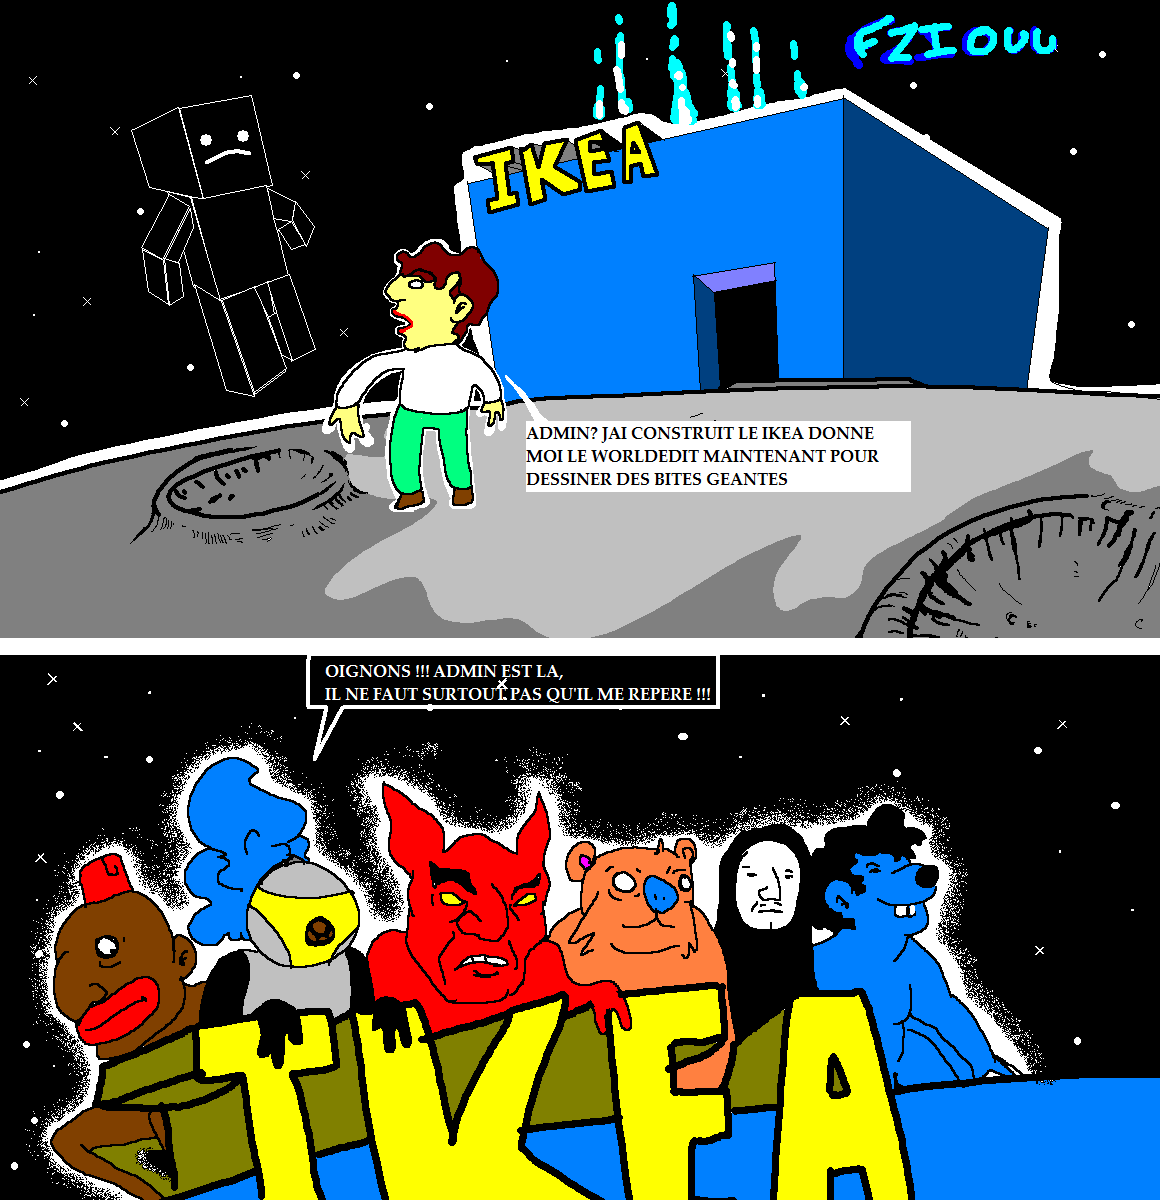 FZIOUU
IKEA
ADMIN? JAI CONSTRUIT LE IKEA DONNE
MOI LE WORLDEDIT MAINTENANT POUR
DESSINER DES BITES GEANTES
OIGNONS !!! ADMIN EST LA,
IL NE FAUT SURTOUT PAS QU'IL ME REPERE !!!
IKEA